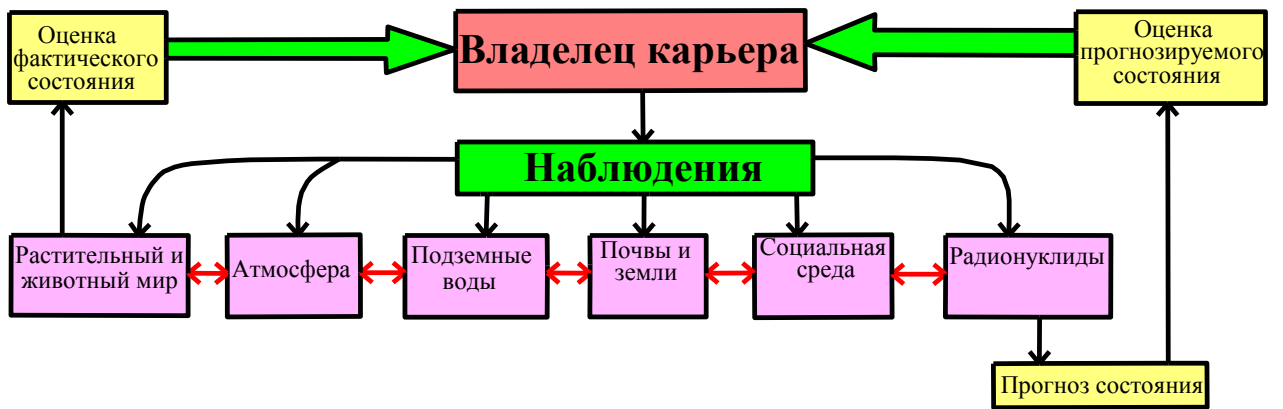 Оценка
фактического
состояния
Владелец карьера
Оценка
прогнозируемого
состояния
Наблюдения
Растительный и
животный мир
Атмосфера
Подземные
воды
Почвы и
земли
Социальная
среда
Радионуклиды
Прогноз состояния